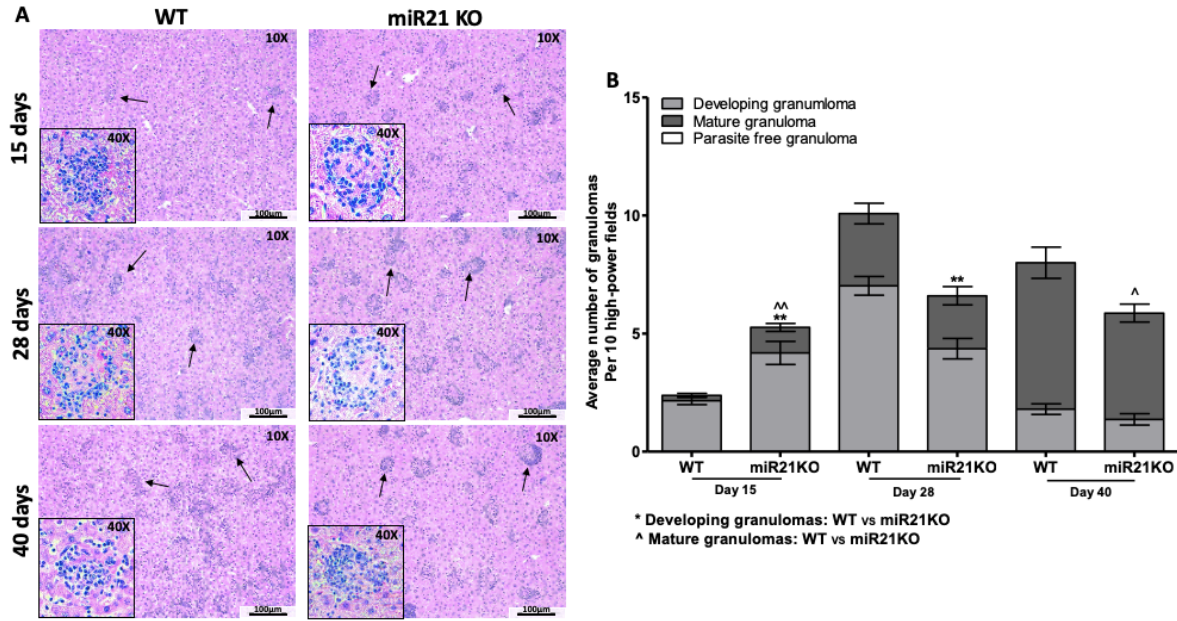 A
WT
miR21 KO
15 days
10X
40X
100µm
10X
40X
100µm
28 days
10X
40X
100µm
10X
40X
100µm
40 days
10X
40X
100µm
10X
40X
100µm
B
Developing granumloma
Mature granuloma
Parasite free granuloma
Average number of granulomas
Per 10 high-power fields
15
10
5
0
^^
**
**
^
WT
miR21KO
WT
miR21KO
WT
miR21KO
Day 15
Day 28
Day 40
* Developing granulomas: WT vs miR21KO
^ Mature granulomas: WT vs miR21KO